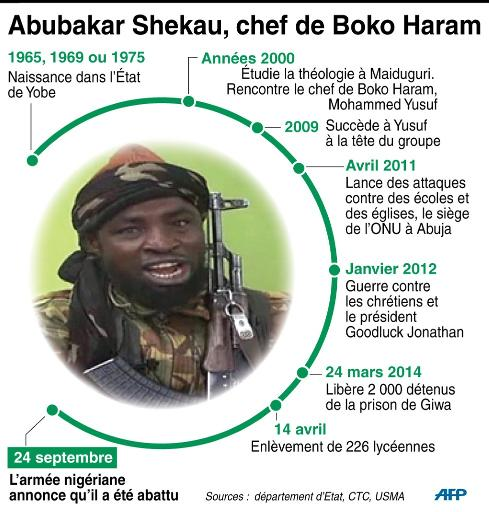 Abubakar Shekau, chef de Boko Haram
1965, 1969 ou 1975
Naissance dans l'État
de Yobe
Années 2000
Étudie la théologie à Maiduguri.
Rencontre le chef de Boko Haram,
Mohammed Yusuf
2009 Succède à Yusuf
à la tête du groupe
Avril 2011
Lance des attaques
contre des écoles et
des églises, le siège
de l'ONU à Abuja
Janvier 2012
Guerre contre
les chrétiens et
le président
Goodluck Jonathan
24 mars 2014
Libère 2 000 détenus
de la prison de Giwa
14 avril
Enlèvement de 226 lycéennes
24 septembre
L'armée nigériane
annonce qu'il a été abattu
Sources : département d'Etat, CTC, USMA
AFP